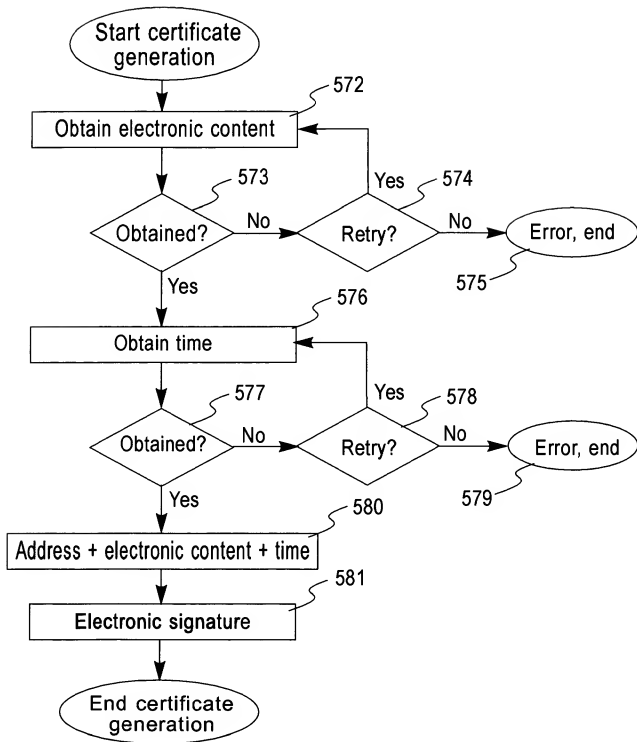 Start certificate
generation
572
Obtain electronic content
573
Yes
574
Obtained?
No
Retry?
No
Error, end
575
Yes
576
Obtain time
577
Yes
578
Obtained?
No
Retry?
No
Error, end
579
Yes
580
Address + electronic content + time
581
Electronic signature
End certificate
generation